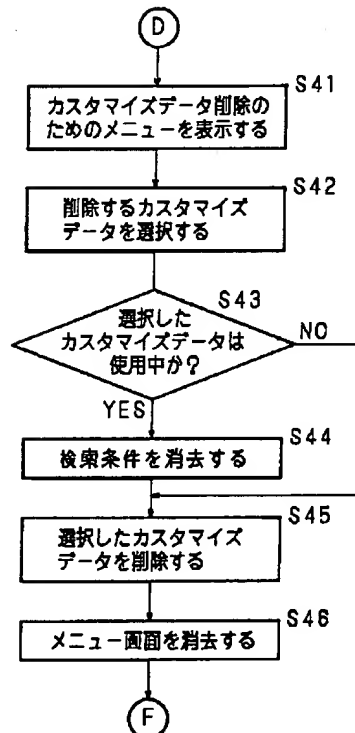 D
S41
カスタマイズデータ削除の
ためのメニューを表示する
S42
削除するカスタマイズ
データを選択する
S43
選択した
カスタマイズデータは
使用中か?
NO
YES
S44
検索条件を消去する
S45
選択したカスタマイズ
データを削除する
S46
メニュー画面を消去する
F